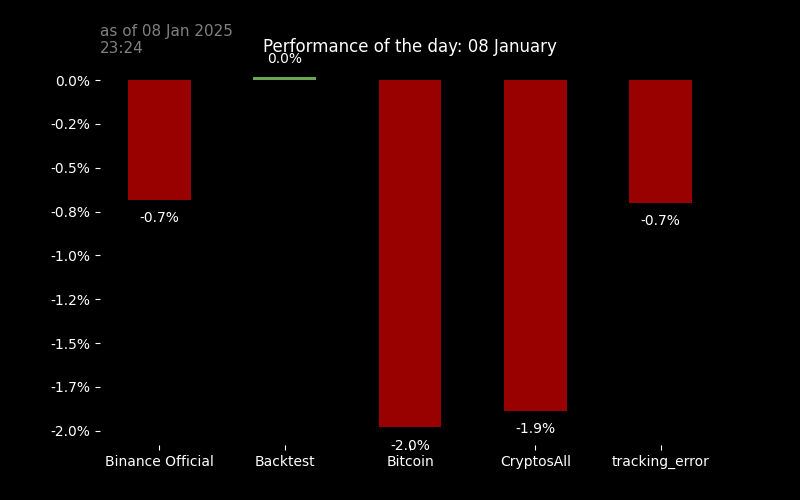 as of 08 Jan 2025
23:24
Performance of the day: 08 January
0.0%
0.0%
-0.2%
-0.5%
-0.8%
-1.0%
-1.2%
-1.5%
-1.7%
-2.0%
-0.7%
-2.0%
-1.9%
-0.7%
Binance Official
Backtest
Bitcoin
CryptosAll
tracking_error